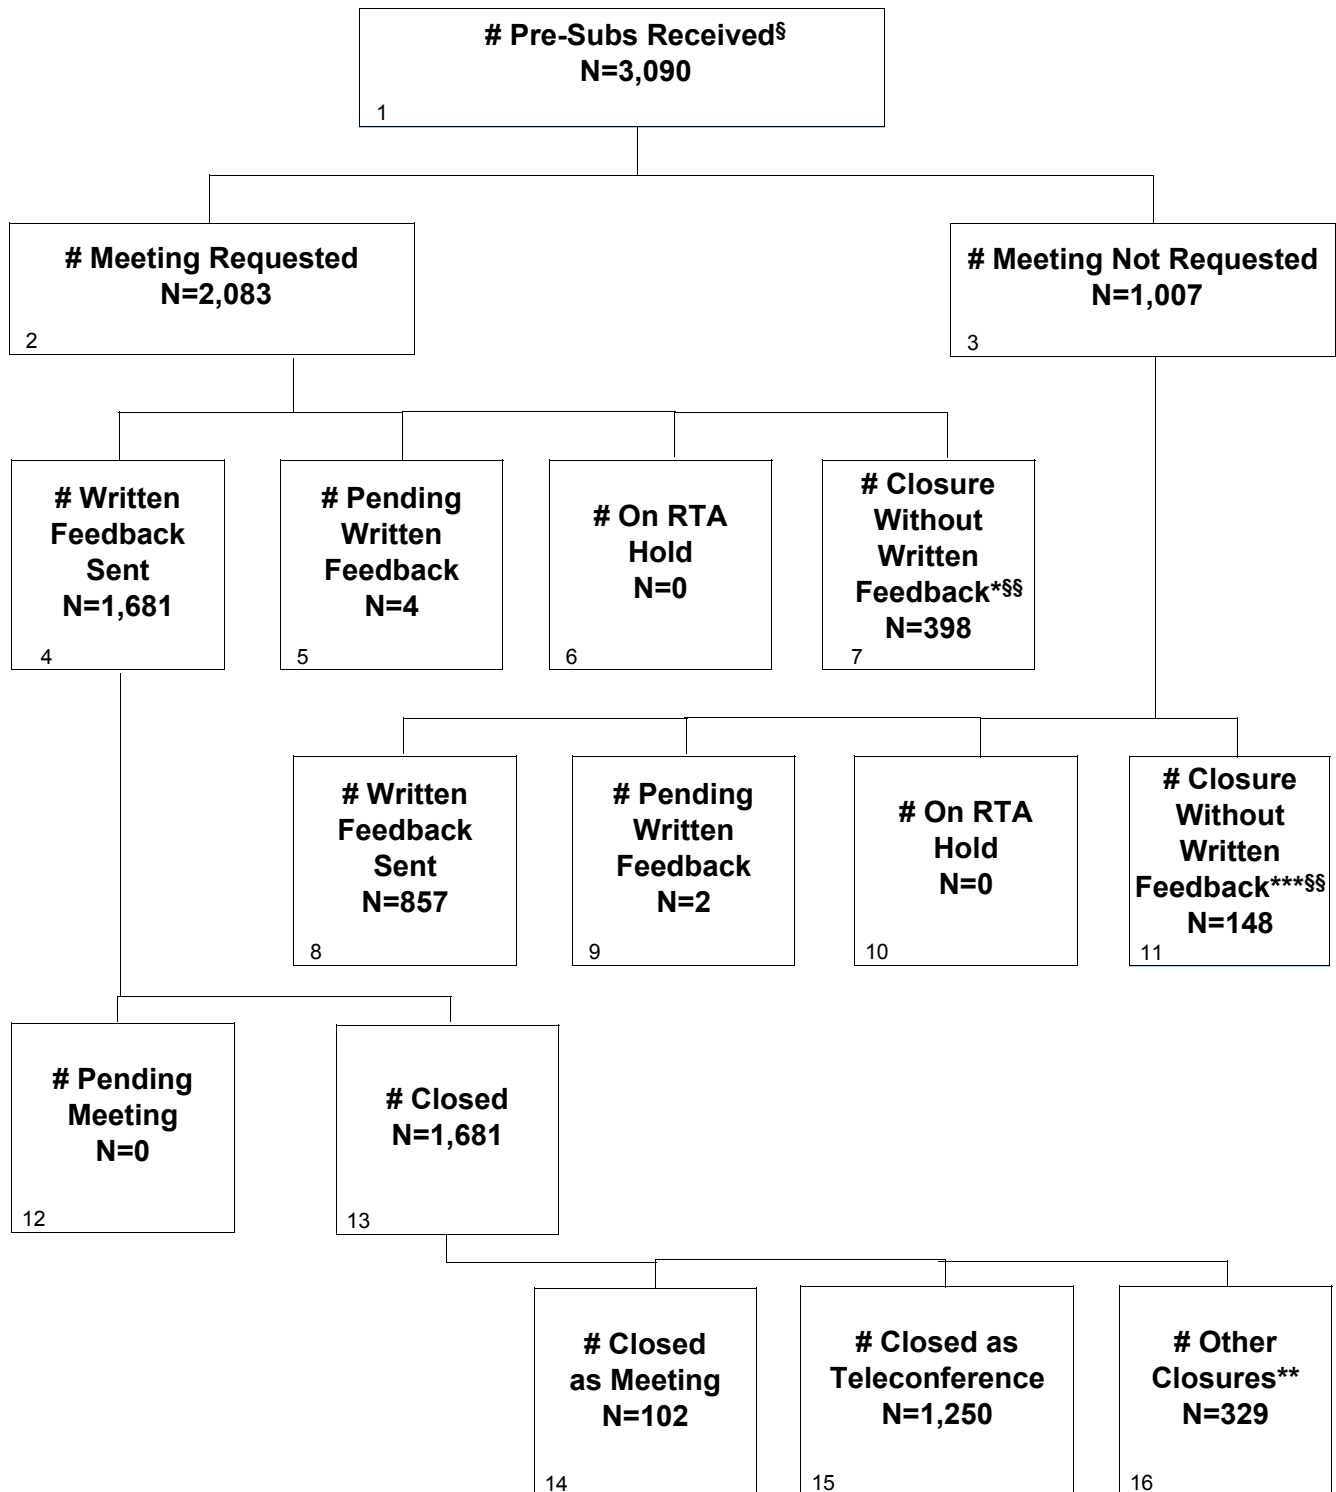 # Pre-Subs Received§
N=3,090
1
# Meeting Requested
N=2,083
2
# Meeting Not Requested
N=1,007
3
# Written
Feedback
Sent
N=1,681
4
# Pending
Written
Feedback
N=4
5
# On RTA
Hold
N=0
6
# Closure
Without
Written
Feedback*§§
N=398
7
# Written
Feedback
Sent
N=857
8
# Pending
Written
Feedback
N=2
9
# On RTA
Hold
N=0
10
# Closure
Without
Written
Feedback***§§
N=148
11
# Pending
Meeting
N=0
12
# Closed
N=1,681
13
# Closed
as Meeting
N=102
14
# Closed as
Teleconference
N=1,250
15
# Other
Closures**
N=329
16